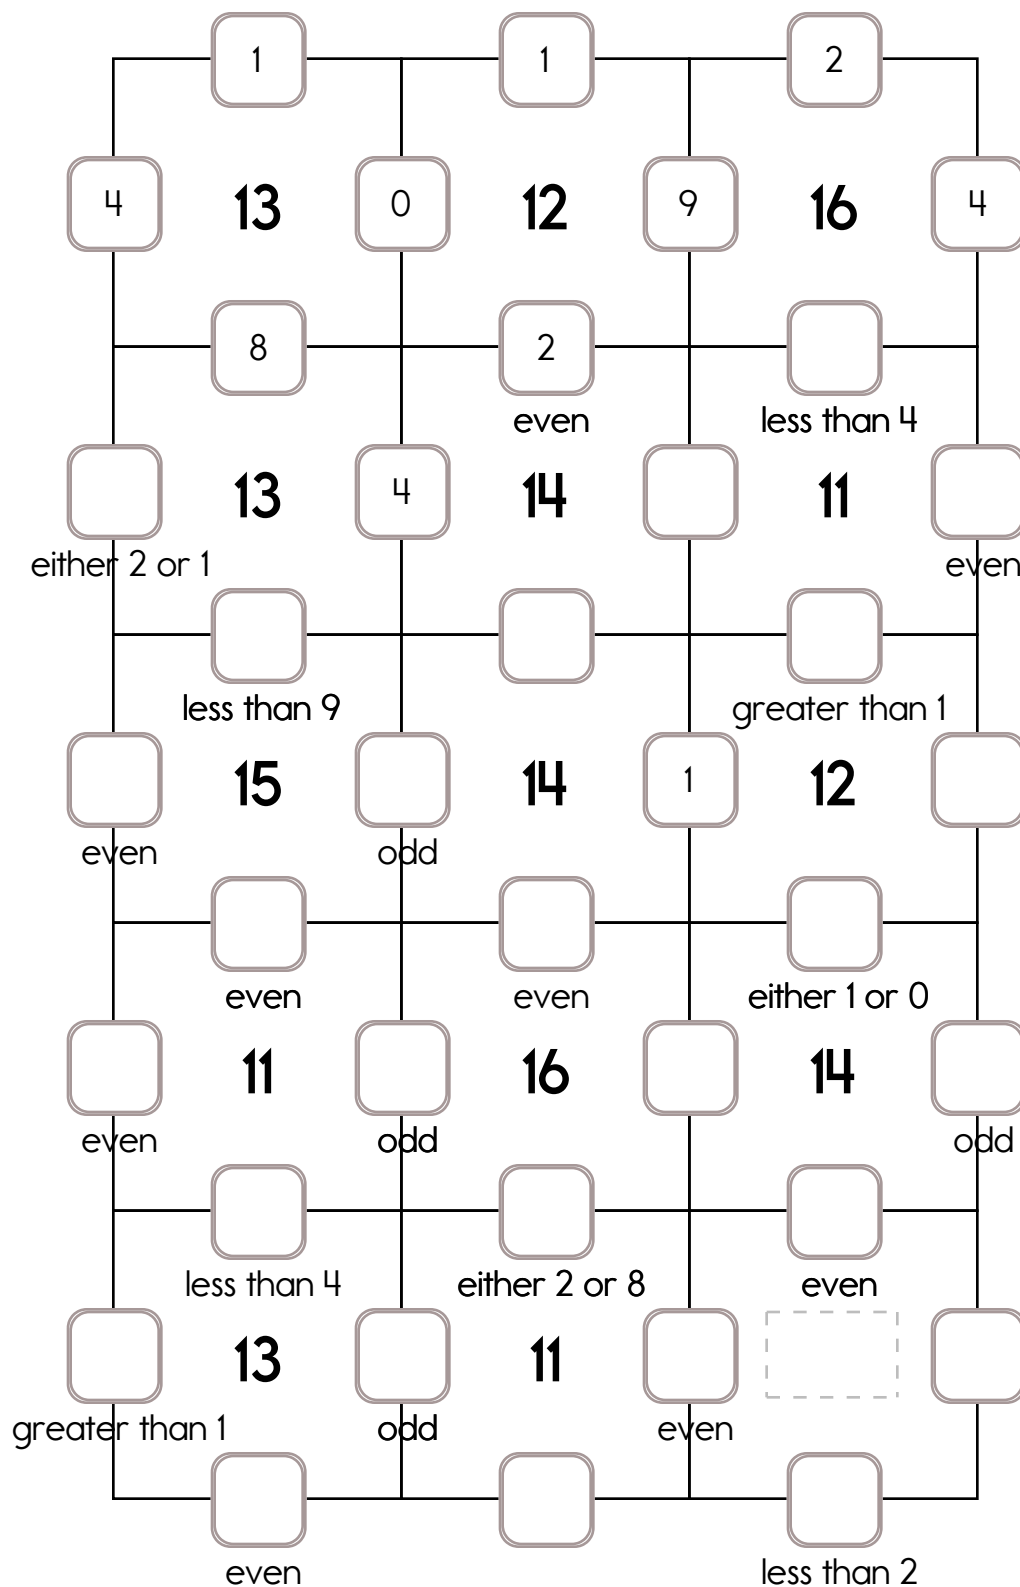 1 1 2
4 13 0 12 9 16 4
8 2
even less than 4
13 4 14 11
either 2 or 1 even
less than 9 greater than 1
15 14 1 12
even odd
even even either 1 or 0
11 16 14
even odd odd
less than 4 either 2 or 8 even
13 11
greater than 1 odd even
even less than 2